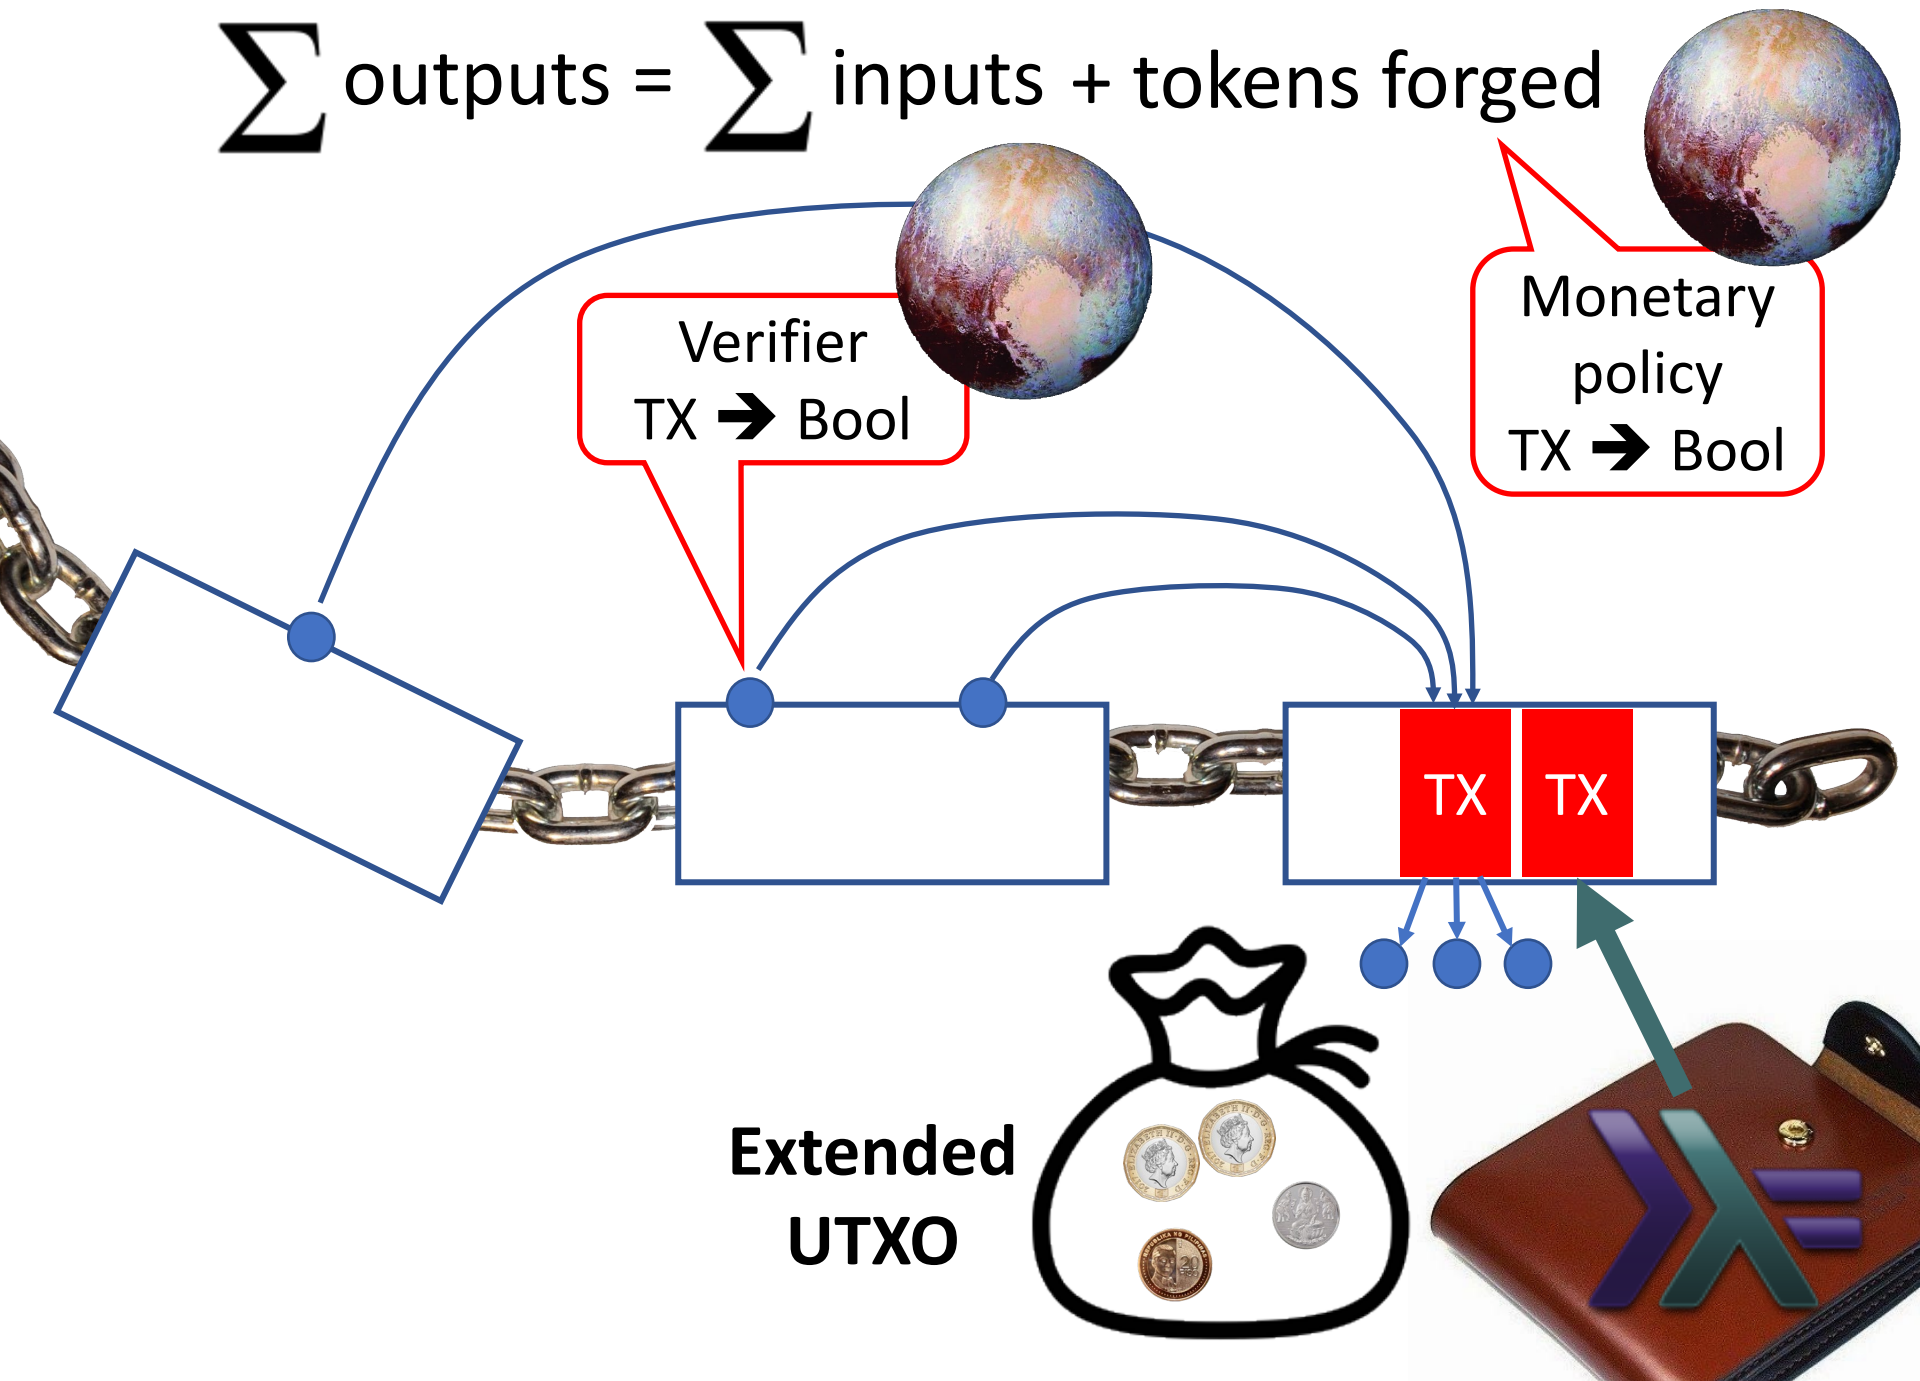 ∑ outputs = ∑ inputs + tokens forged
Verifier
TX ➔ Bool
Monetary
policy
TX ➔ Bool
TX TX
Extended
UTXO